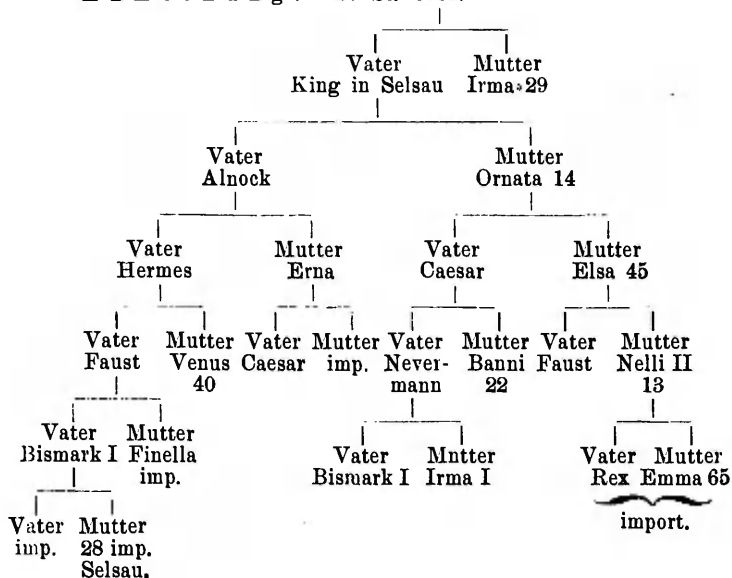 Vater Mutter
King in Selsau Irma 29
Vater Mutter
Alnock Ornata 14
Vater Mutter Vater Mutter
Hermes Erna Caesar Elsa 45
Vater Mutter Vater Mutter Vater Mutter Vater Mutter
Faust Venus Caesar imp. Never- Banni Faust Nelli II
40 mann 22 13
Vater Mutter Vater Mntter Vater Mutter
Bismark I Finella Bismark I Irma I Rex Emma 65
imp. import.
Vater Mutter
imp. 28 imp.
Selsau.